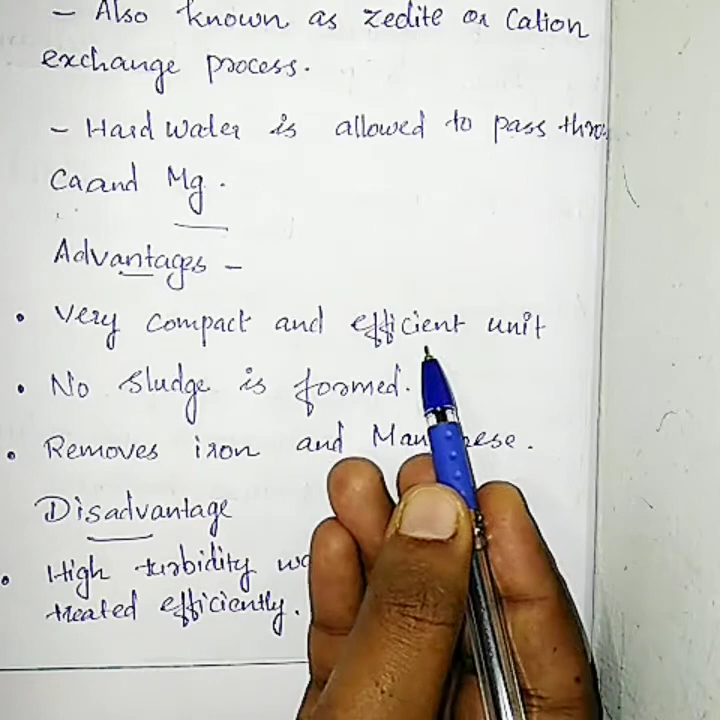 - Also known as zedite or Cation
exchange process.
- Hard water is allowed to pass
Ca and Mg.
Advantages -
• Very compact and efficient unit
• No sludge is formed.
• Removes iron and
Disadvantage
• High turbidity
treated efficiently.